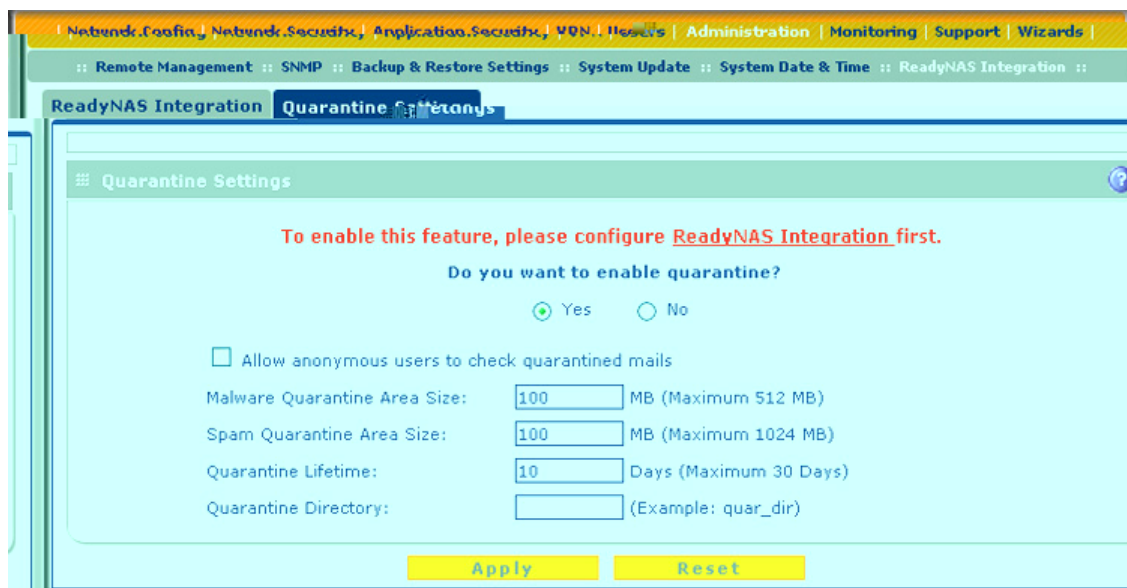 Users | Administration | Monitoring | Support | Wizards |
:: Remote Management :: SNMP :: Backup & Restore Settings :: System Update :: System Date & Time :: ReadyNAS Integration ::
ReadyNAS Integration Quarantine
Quarantine Settings
To enable this feature, please configure ReadyNAS Integration first.
Do you want to enable quarantine?
Yes No
Allow anonymous users to check quarantined mails
Malware Quarantine Area Size: 100 MB (Maximum 512 MB)
Spam Quarantine Area Size: 100 MB (Maximum 1024 MB)
Quarantine Lifetime: 10 Days (Maximum 30 Days)
Quarantine Directory: (Example: quar_dir)
Apply Reset